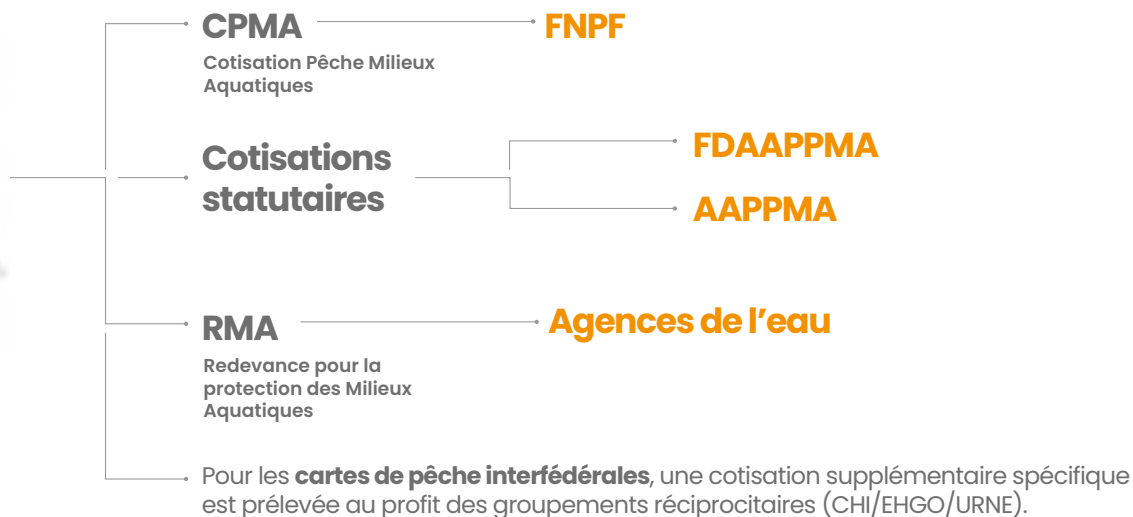 CPMA
FNPF
Cotisation Pêche Milieux
Aquatiques
Cotisations
statutaires
FDAAPPMA
AAPPMA
RMA
Agences de l’eau
Redevance pour la
protection des Milieux
Aquatiques
Pour les cartes de pêche interfédérales, une cotisation supplémentaire spécifique
est prélevée au profit des groupements réciprocitaires (CHI/EHGO/URNE).